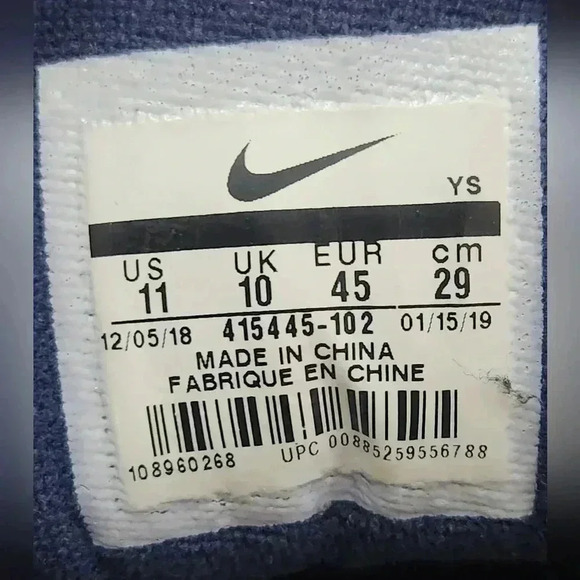 YS
US UK EUR cm
11 10 45 29
12/05/18 415445-102 01/15/19
MADE IN CHINA
FABRIQUE EN CHINE
108960268 UPC 00885259556788